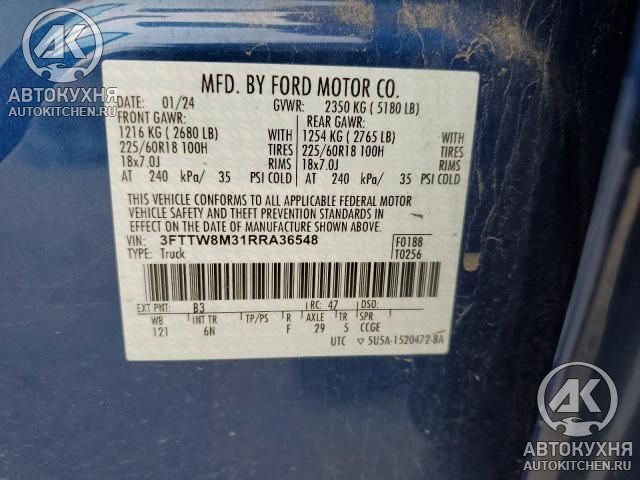 АВТОКУХНЯ
AUTOKITCHEN.RU
АВТОКУХНЯ
AUTOKITCHEN.RU
MFD. BY FORD MOTOR CO.
DATE: 01/24 GVWR: 2350 KG ( 5180 LB)
FRONT GAWR: REAR GAWR:
1216 KG ( 2680 LB) WITH 1254 KG ( 2765 LB) WITH
225/60R18 100H TIRES 225/60R18 100H TIRES
18x7.0J RIMS 18x7.0J RIMS
AT 240 kPa/ 35 PSI COLD AT 240 kPa/ 35 PSI COLD
THIS VEHICLE CONFORMS TO ALL APPLICABLE FEDERAL MOTOR
VEHICLE SAFETY AND THEFT PREVENTION STANDARDS IN
EFFECT ON THE DATE OF MANUFACTURE SHOWN ABOVE.
VIN: 3FTTW8M31RRA36548 F0188
TYPE: Truck T0256
EXT PNT: B3 RC: 47 DSO:
WB INT TR TP/PS R AXLE TR SPR
121 6N F 29 5 CCGE
UTC ▽ 5U5A-1520472-BA
АК
АВТОКУХНЯ
AUTOKITCHEN.RU